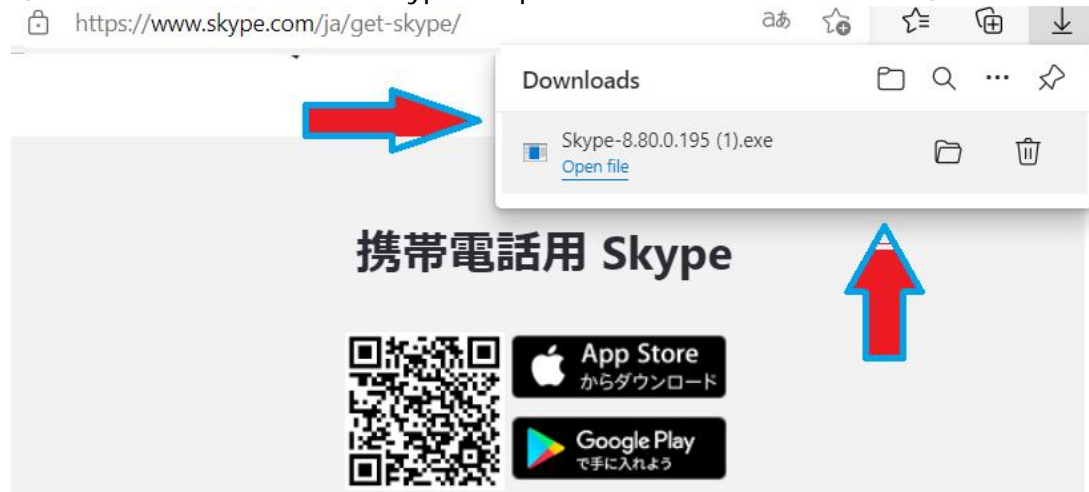 https://www.skype.com/ja/get-skype/
aあ
Downloads
Skype-8.80.0.195 (1).exe
Open file
携帯電話用 Skype
App Store
からダウンロード
Google Play
で手に入れよう